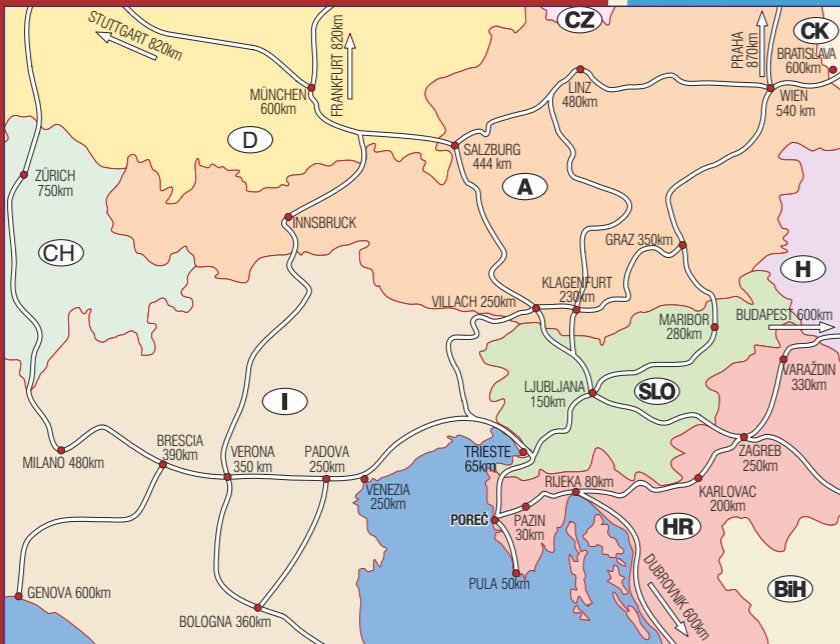 STUTTGART 820km
FRANKFURT 820km
CZ
PRAHA
870km
CK
BRATISLAVA
600km
MÜNCHEN
600km
LINZ
480km
WIEN
540 km
D
SALZBURG
444 km
ZÜRICH
750km
A
INNSBRUCK
CH
GRAZ 350km
H
KLAGENFURT
230km
VILLACH 250km
MARIBOR
280km
BUDAPEST 600km
VARAŽDIN
330km
LJUBLJANA
150km
SLO
I
BRESCIA
390km
VERONA
350 km
PADOVA
250km
TRIESTE
65km
ZAGREB
250km
MILANO 480km
VENEZIA
250km
RIJEKA 80km
KARLOVAC
200km
POREČ
PAZIN
30km
HR
PULA 50km
DUBROVNIK 600km
BiH
GENOVA 600km
BOLOGNA 360km